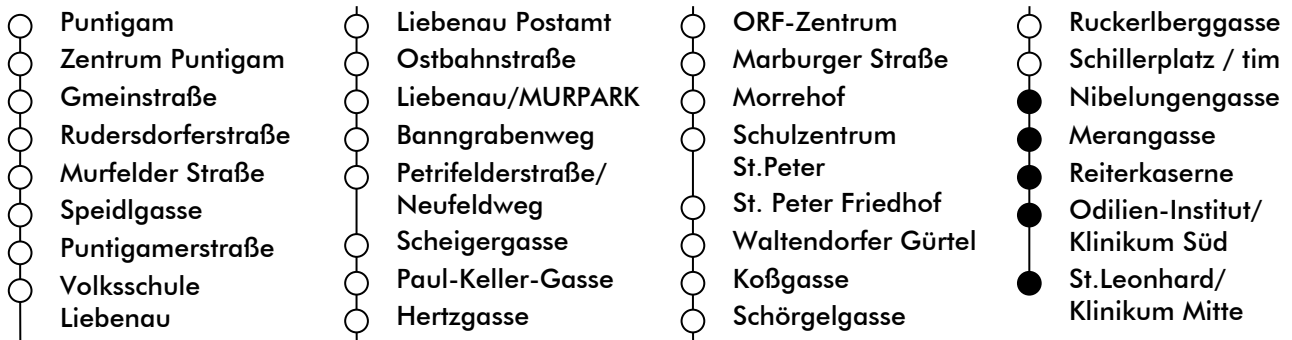 Puntigam
Zentrum Puntigam
Gmeinstraße
Rudersdorferstraße
Murfelder Straße
Speidlgasse
Puntigamerstraße
Volksschule
Liebenau
Liebenau Postamt
Ostbahnstraße
Liebenau/MURPARK
Banngrabenweg
Petrifelderstraße/
Neufeldweg
Scheigergasse
Paul-Keller-Gasse
Hertzgasse
ORF-Zentrum
Marburger Straße
Morrehof
Schulzentrum
St.Peter
St. Peter Friedhof
Waltendorfer Gürtel
Koßgasse
Schörgelgasse
Ruckerlberggasse
Schillerplatz / tim
Nibelungengasse
Merangasse
Reiterkaserne
Odilien-Institut/
Klinikum Süd
St.Leonhard/
Klinikum Mitte